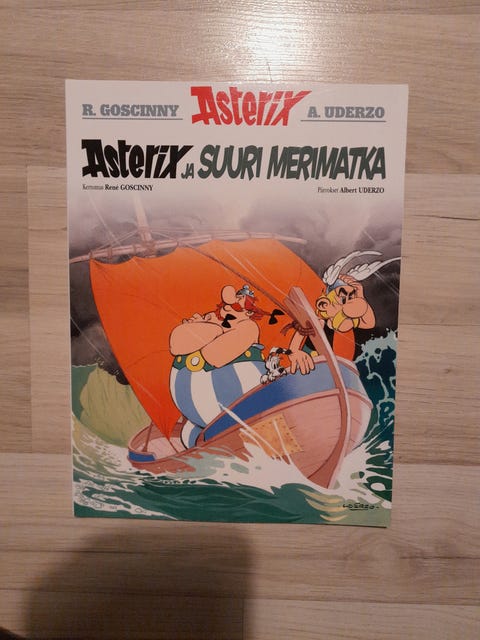 R. GOSCINNY Asterix A. UDERZO
Asterix JA SUURI MERIMATKA
Kertomus René GOSCINNY Piirrokset Albert UDERZO
UDERZO